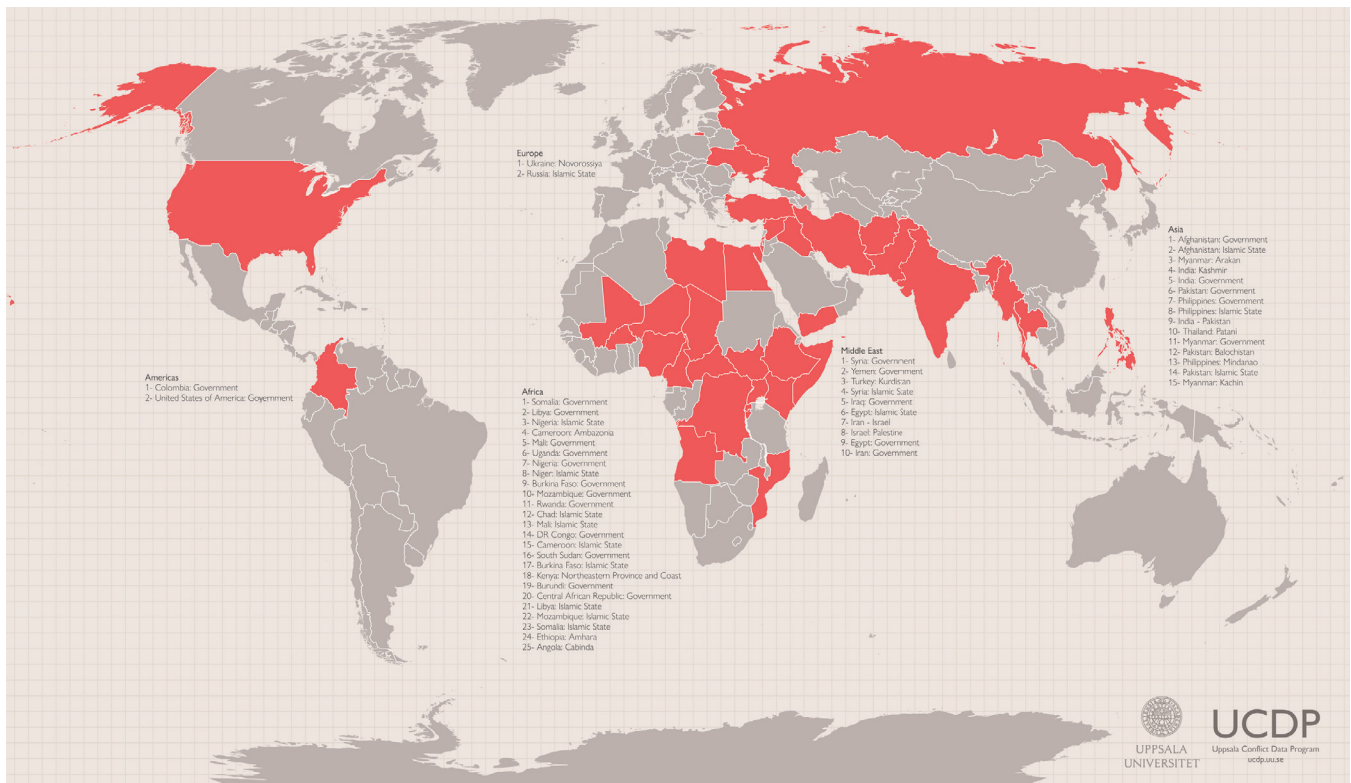 Europe
1- Ukraine: Novorossiya
2- Russia: Islamic State
Asia
1- Afghanistan: Government
2- Afghanistan: Islamic State
3- Myanmar: Arakan
4- India: Kashmir
5- India: Government
6- Pakistan: Government
7- Philippines: Government
8- Philippines: Islamic State
9- India - Pakistan
10- Thailand: Patani
11- Myanmar: Government
12- Pakistan: Balochistan
13- Philippines: Mindanao
14- Pakistan: Islamic State
15- Myanmar: Kachin
Middle East
1- Syria: Government
2- Yemen: Government
3- Turkey: Kurdistan
4- Syria: Islamic State
5- Iraq: Government
6- Egypt: Islamic State
7- Iran - Israel
8- Israel: Palestine
9- Egypt: Government
10- Iran: Government
Americas
1- Colombia: Government
2- United States of America: Government
Africa
1- Somalia: Government
2- Libya: Government
3- Nigeria: Islamic State
4- Cameroon: Ambazonia
5- Mali: Government
6- Uganda: Government
7- Nigeria: Government
8- Niger: Islamic State
9- Burkina Faso: Government
10- Mozambique: Government
11- Rwanda: Government
12- Chad: Islamic State
13- Mali: Islamic State
14- DR Congo: Government
15- Cameroon: Islamic State
16- South Sudan: Government
17- Burkina Faso: Islamic State
18- Kenya: Northeastern Province and Coast
19- Burundi: Government
20- Central African Republic: Government
21- Libya: Islamic State
22- Mozambique: Islamic State
23- Somalia: Islamic State
24- Ethiopia: Amhara
25- Angola: Cabinda
UPPSALA
UNIVERSITET
UCDP
Uppsala Conflict Data Program
ucdp.uu.se